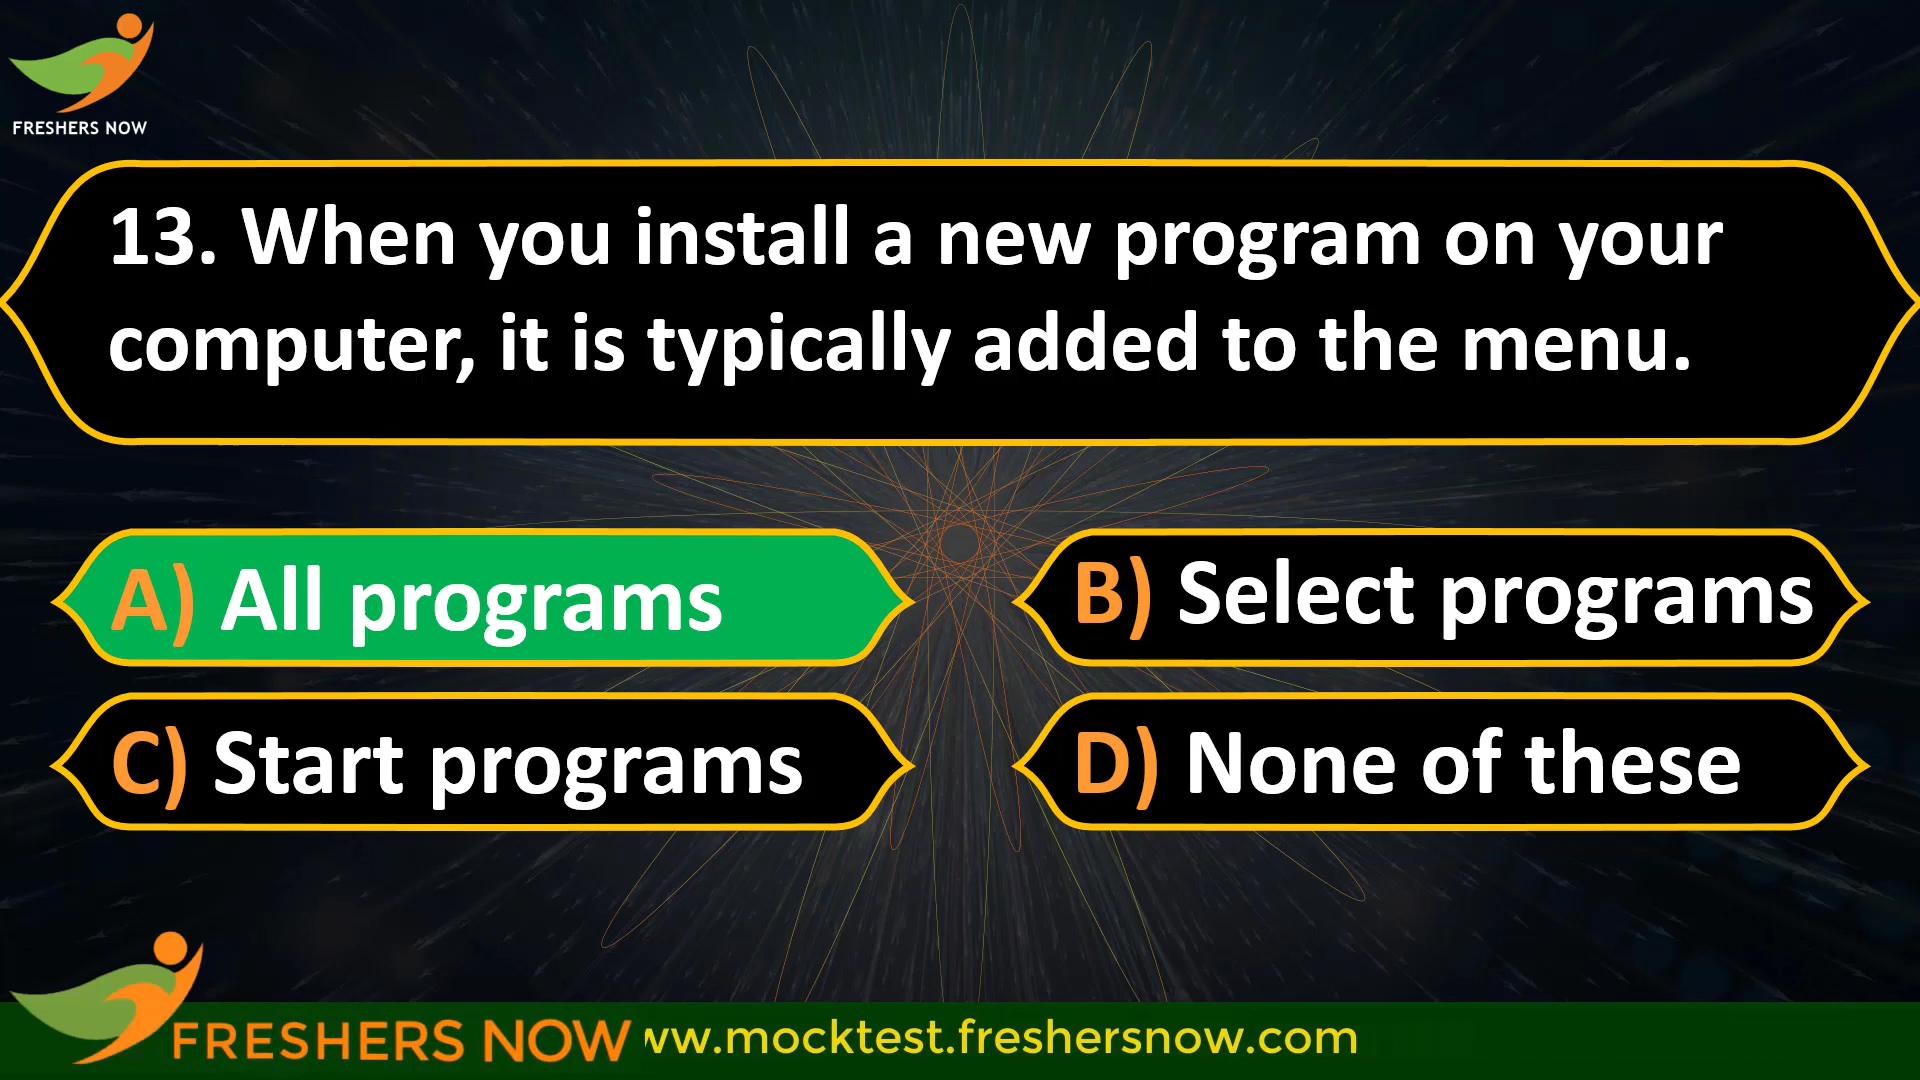 FRESHERS NOW
13. When you install a new program on your
computer, it is typically added to the menu.
A) All programs
B) Select programs
C) Start programs
D) None of these
FRESHERS NOW
ww.mocktest.freshersnow.com